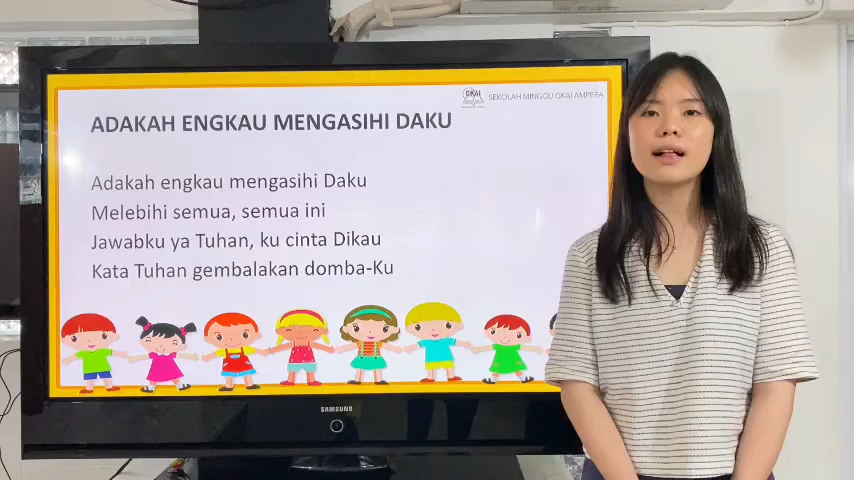 GKAI
SEKOLAH MINGGU GKAI AMPERA
ADAKAH ENGKAU MENGASIHI DAKU
Adakah engkau mengasihi Daku
Melebihi semua, semua ini
Jawabku ya Tuhan, ku cinta Dikau
Kata Tuhan gembalakan domba-Ku
SAMSUNG